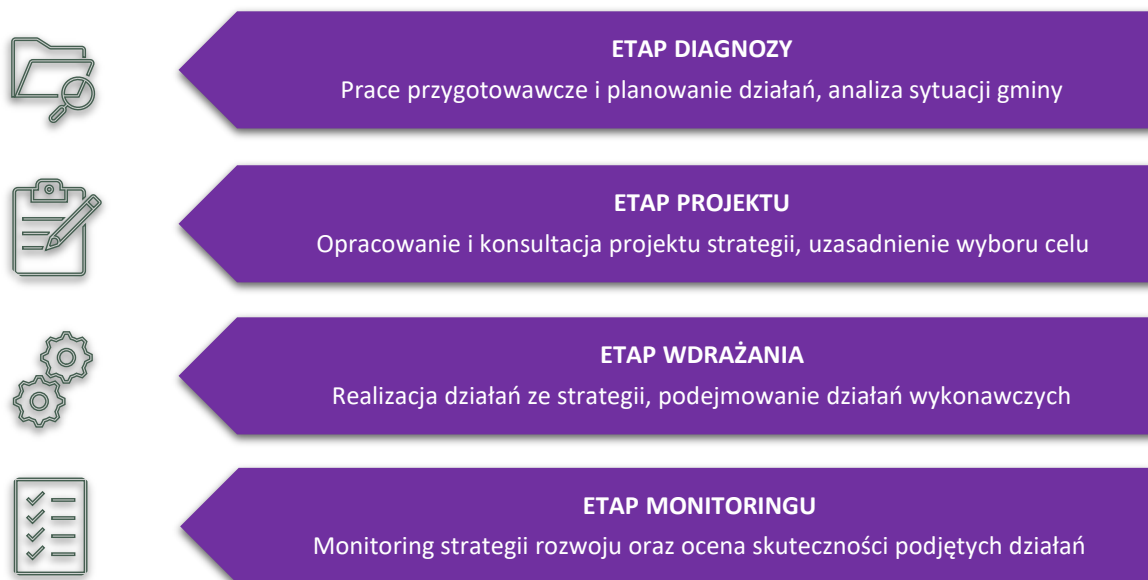 ETAP DIAGNOZY
Prace przygotowawcze i planowanie działań, analiza sytuacji gminy
ETAP PROJEKTU
Opracowanie i konsultacja projektu strategii, uzasadnienie wyboru celu
ETAP WDRAŻANIA
Realizacja działań ze strategii, podejmowanie działań wykonawczych
ETAP MONITORINGU
Monitoring strategii rozwoju oraz ocena skuteczności podjętych działań